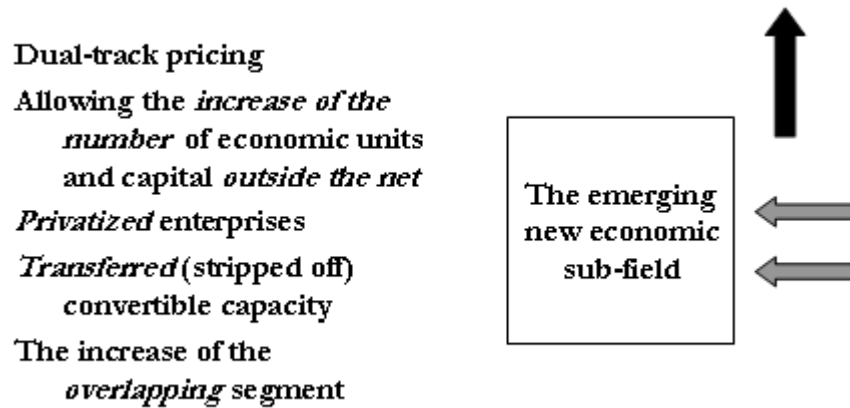 Dual-track pricing
Allowing the increase of the
number of economic units
and capital outside the net
Privatized enterprises
Transferred (stripped off)
convertible capacity
The increase of the
overlapping segment
The emerging
new economic
sub-field